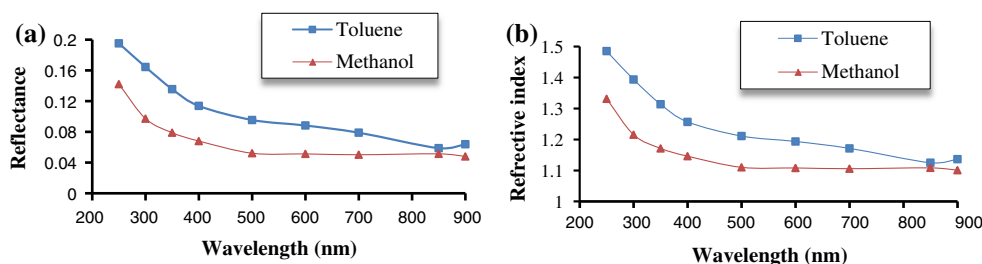 (a)
Toluene
Methanol
0.2
0.16
0.12
0.08
0.04
0
Reflectance
200 300 400 500 600 700 800 900
Wavelength (nm)
(b)
Toluene
Methanol
1.5
1.4
1.3
1.2
1.1
1
Refrective index
200 300 400 500 600 700 800 900
Wavelength (nm)